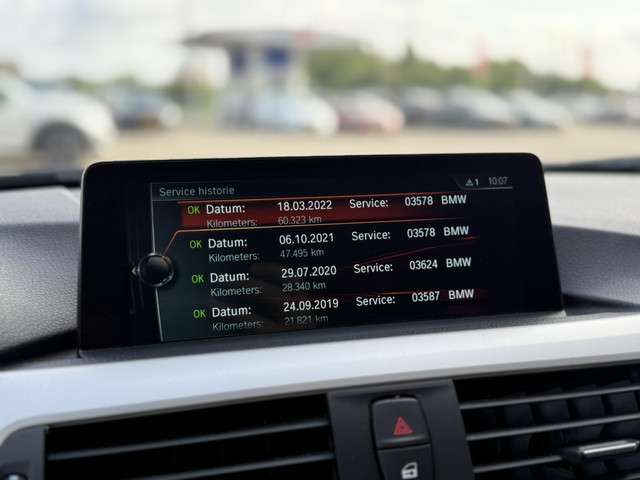 Service historie
⚠1 10:07
OK Datum: 18.03.2022 Service: 03578 BMW
Kilometers: 60.323 km
OK Datum: 06.10.2021 Service: 03578 BMW
Kilometers: 47.495 km
OK Datum: 29.07.2020 Service: 03624 BMW
Kilometers: 28.340 km
OK Datum: 24.09.2019 Service: 03587 BMW
Kilometers: 21.821 km